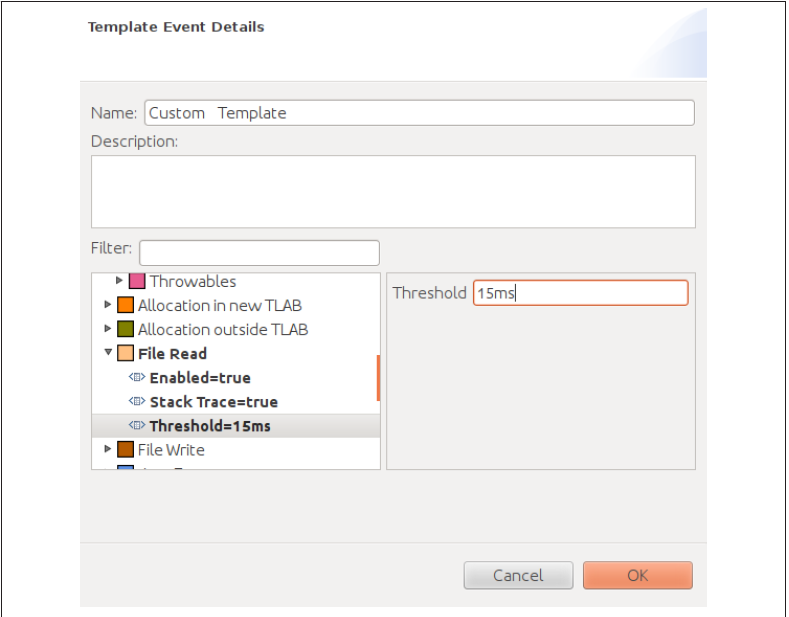 Template Event Details
Name: Custom Template
Description:
Filter:
Throwables
Allocation in new TLAB
Allocation outside TLAB
File Read
Enabled=true
Stack Trace=true
Threshold=15ms
File Write
Threshold 15ms
Cancel OK